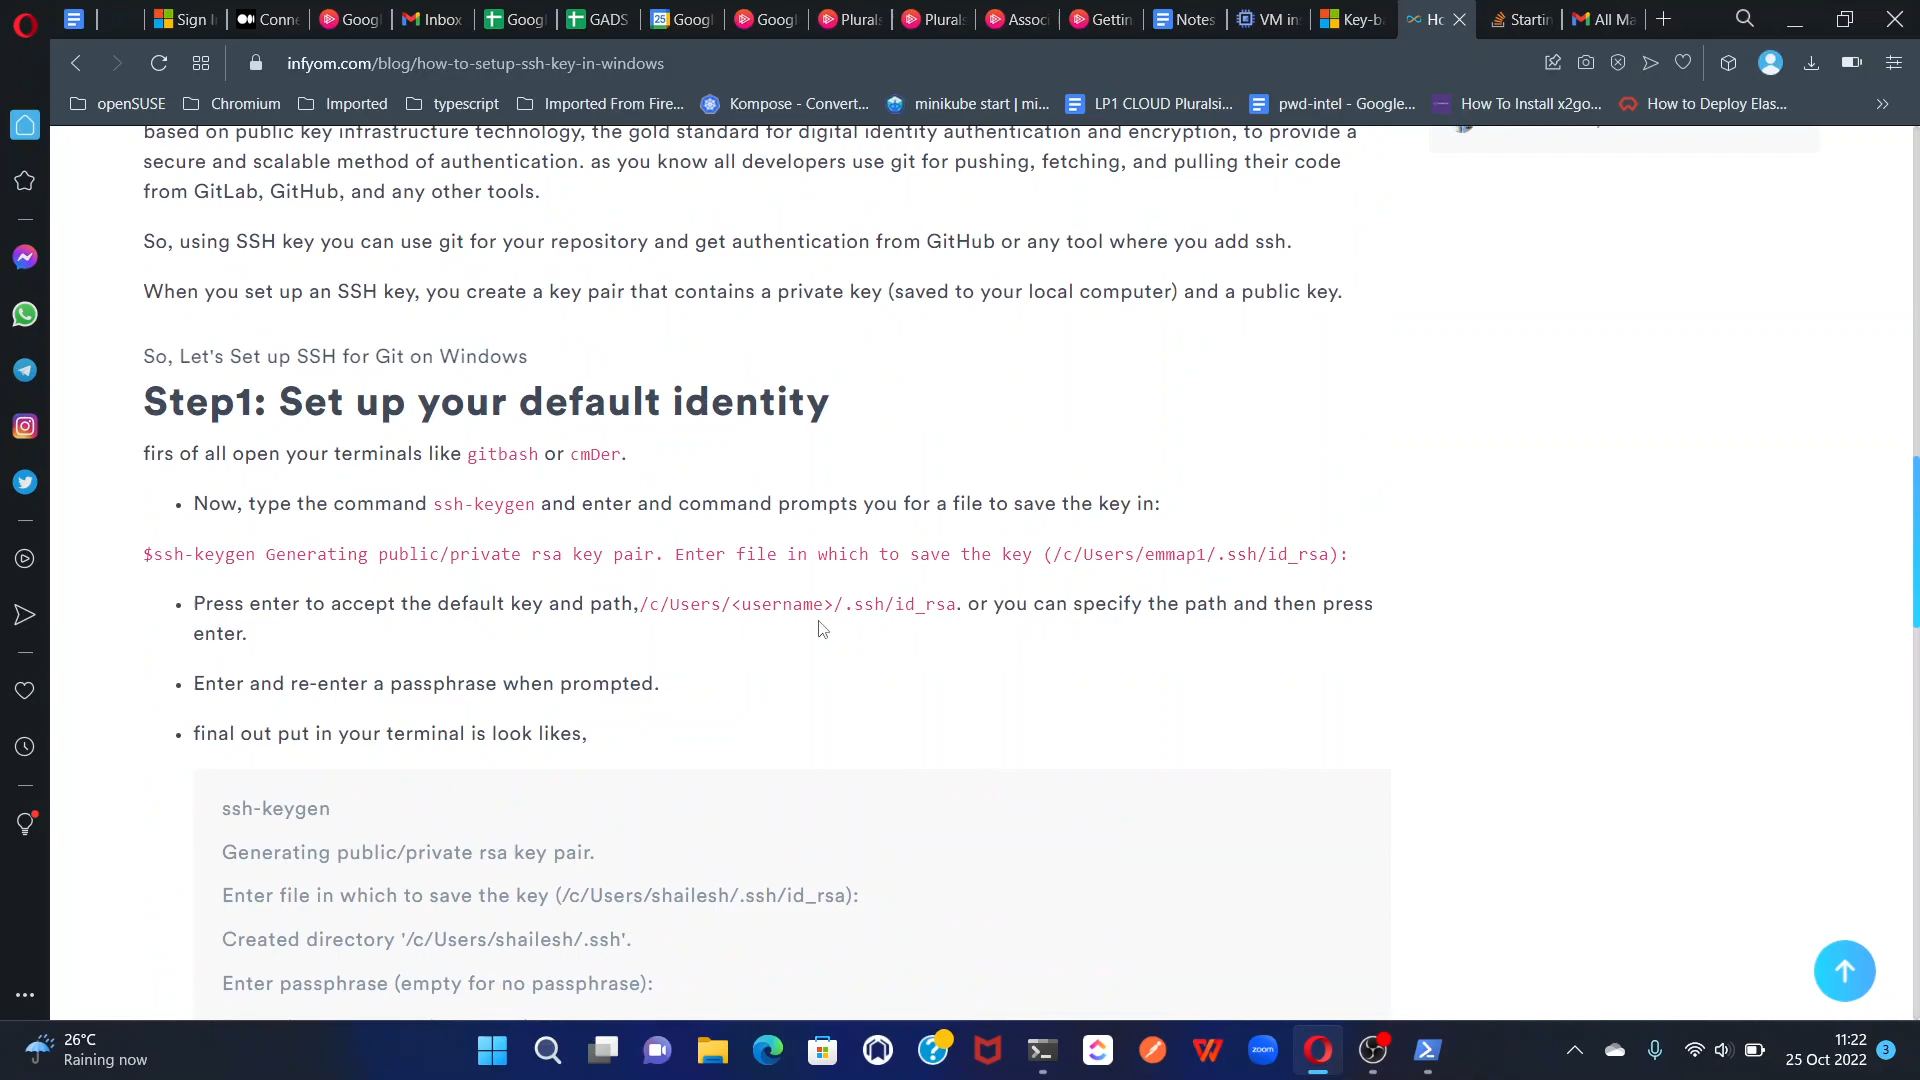 Sign I
Conne
Googl
Inbox
Googl
GADS
Googl
Googl
Plurals
Plurals
Associ
Gettin
Notes
VM in
Key-ba
Ho
Startin
All Ma
infyom.com/blog/how-to-setup-ssh-key-in-windows
openSUSE
Chromium
Imported
typescript
Imported From Fire...
Kompose - Convert...
minikube start | mi...
LP1 CLOUD Pluralsi...
pwd-intel - Google...
How To Install x2go...
How to Deploy Elas...
based on public key infrastructure technology, the gold standard for digital identity authentication and encryption, to provide a
secure and scalable method of authentication. as you know all developers use git for pushing, fetching, and pulling their code
from GitLab, GitHub, and any other tools.
So, using SSH key you can use git for your repository and get authentication from GitHub or any tool where you add ssh.
When you set up an SSH key, you create a key pair that contains a private key (saved to your local computer) and a public key.
So, Let's Set up SSH for Git on Windows
Step1: Set up your default identity
firs of all open your terminals like gitbash or cmDer.
• Now, type the command ssh-keygen and enter and command prompts you for a file to save the key in:
$ssh-keygen Generating public/private rsa key pair. Enter file in which to save the key (/c/Users/emmap1/.ssh/id_rsa):
• Press enter to accept the default key and path,/c/Users/<username>/.ssh/id_rsa. or you can specify the path and then press
enter.
• Enter and re-enter a passphrase when prompted.
• final out put in your terminal is look likes,
ssh-keygen
Generating public/private rsa key pair.
Enter file in which to save the key (/c/Users/shailesh/.ssh/id_rsa):
Created directory '/c/Users/shailesh/.ssh'.
Enter passphrase (empty for no passphrase):
26°C
Raining now
zoom
11:22
25 Oct 2022
3